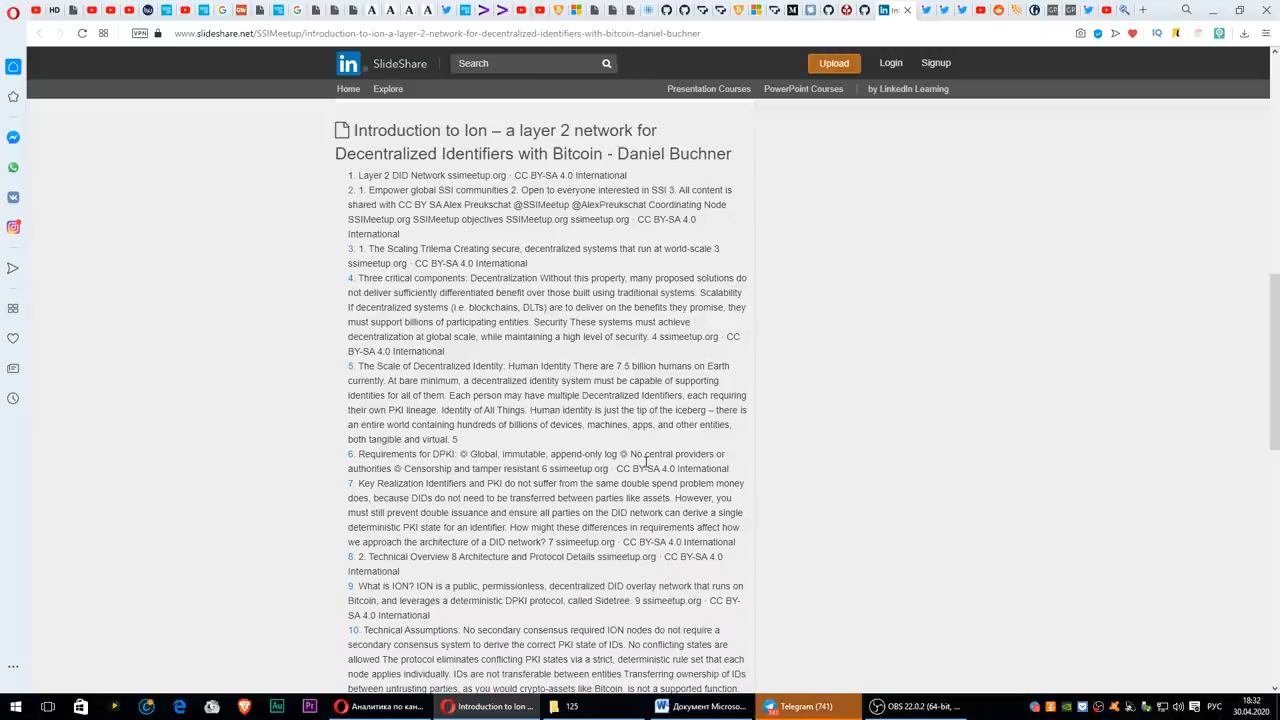 www.slideshare.net/SSIMeetup/introduction-to-ion-a-layer-2-network-for-decentralized-identifiers-with-bitcoin-daniel-buchner
VPN
in SlideShare
Search
Upload
Login
Signup
Home
Explore
Presentation Courses
PowerPoint Courses
by LinkedIn Learning
Introduction to Ion – a layer 2 network for
Decentralized Identifiers with Bitcoin - Daniel Buchner
1. Layer 2 DID Network ssimeetup.org · CC BY-SA 4.0 International
2. 1. Empower global SSI communities 2. Open to everyone interested in SSI 3. All content is
shared with CC BY SA Alex Preukschat @SSIMeetup @AlexPreukschat Coordinating Node
SSIMeetup.org SSIMeetup objectives SSIMeetup.org ssimeetup.org · CC BY-SA 4.0
International
3. 1. The Scaling Trilema Creating secure, decentralized systems that run at world-scale 3
ssimeetup.org · CC BY-SA 4.0 International
4. Three critical components: Decentralization Without this property, many proposed solutions do
not deliver sufficiently differentiated benefit over those built using traditional systems. Scalability
If decentralized systems (i.e. blockchains, DLTs) are to deliver on the benefits they promise, they
must support billions of participating entities. Security These systems must achieve
decentralization at global scale, while maintaining a high level of security. 4 ssimeetup.org · CC
BY-SA 4.0 International
5. The Scale of Decentralized Identity: Human Identity There are 7.5 billion humans on Earth
currently. At bare minimum, a decentralized identity system must be capable of supporting
identities for all of them. Each person may have multiple Decentralized Identifiers, each requiring
their own PKI lineage. Identity of All Things. Human identity is just the tip of the iceberg – there is
an entire world containing hundreds of billions of devices, machines, apps, and other entities,
both tangible and virtual. 5
6. Requirements for DPKI: ۞ Global, immutable, append-only log ۞ No central providers or
authorities ۞ Censorship and tamper resistant 6 ssimeetup.org · CC BY-SA 4.0 International
7. Key Realization Identifiers and PKI do not suffer from the same double spend problem money
does, because DIDs do not need to be transferred between parties like assets. However, you
must still prevent double issuance and ensure all parties on the DID network can derive a single
deterministic PKI state for an identifier. How might these differences in requirements affect how
we approach the architecture of a DID network? 7 ssimeetup.org · CC BY-SA 4.0 International
8. 2. Technical Overview 8 Architecture and Protocol Details ssimeetup.org · CC BY-SA 4.0
International
9. What is ION? ION is a public, permissionless, decentralized DID overlay network that runs on
Bitcoin, and leverages a deterministic DPKI protocol, called Sidetree. 9 ssimeetup.org · CC BY-
SA 4.0 International
10. Technical Assumptions: No secondary consensus required ION nodes do not require a
secondary consensus system to derive the correct PKI state of IDs. No conflicting states are
allowed The protocol eliminates conflicting PKI states via a strict, deterministic rule set that each
node applies individually. IDs are not transferable between entities Transferring ownership of IDs
between untrusting parties, as you would crypto-assets like Bitcoin, is not a supported function.
Аналитика по кан...
Introduction to Ion ...
125
Документ Micros...
Telegram (741)
OBS 22.0.2 (64-bit, ...
РУС
18:32
30.04.2020